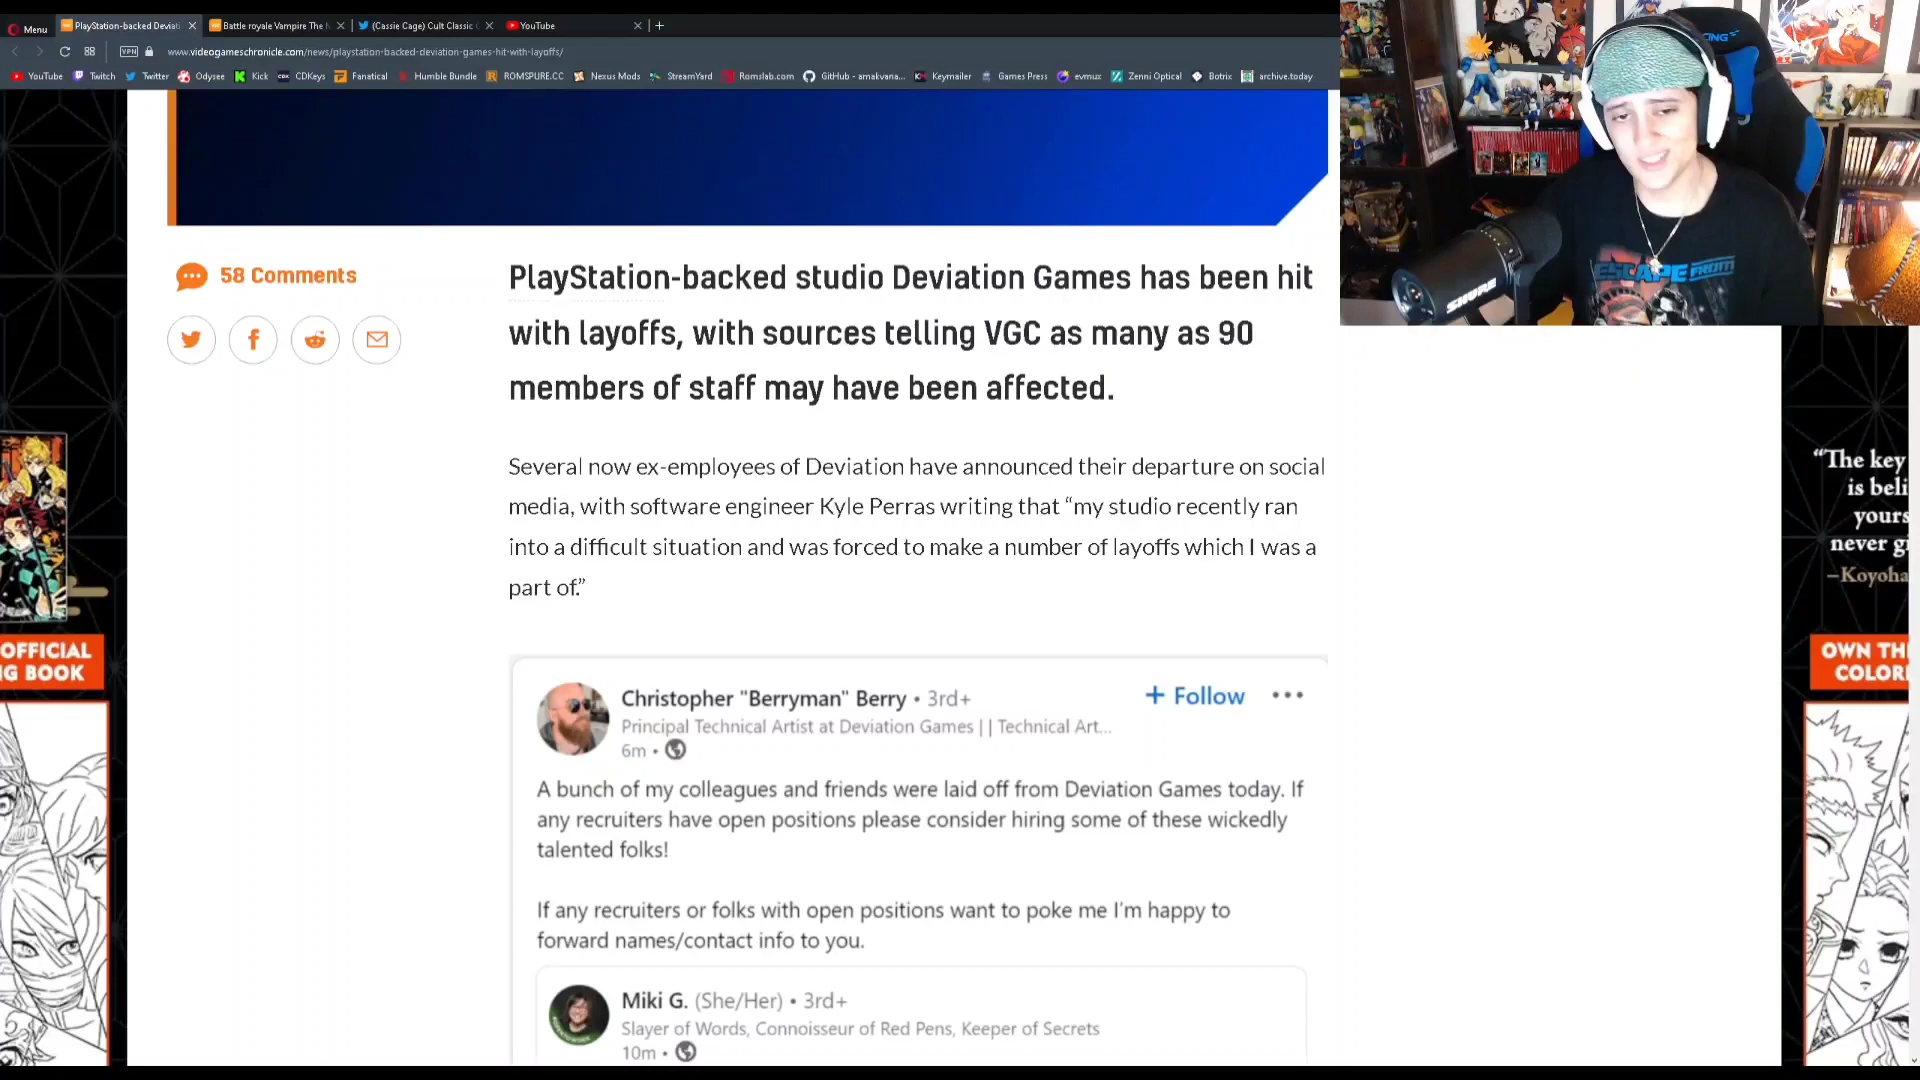 Menu
PlayStation-backed Deviati
Battle royale Vampire The
(Cassie Cage) Cult Classic
YouTube
VPN
www.videogameschronicle.com/news/playstation-backed-deviation-games-hit-with-layoffs/
YouTube
Twitch
Twitter
Odysee
Kick
CDKeys
Fanatical
Humble Bundle
ROMSPURE.CC
Nexus Mods
StreamYard
Romslab.com
GitHub - amakvana...
Keymailer
Games Press
evmux
Zenni Optical
Botrix
archive.today
58 Comments
PlayStation-backed studio Deviation Games has been hit
with layoffs, with sources telling VGC as many as 90
members of staff may have been affected.
Several now ex-employees of Deviation have announced their departure on social
media, with software engineer Kyle Perras writing that “my studio recently ran
into a difficult situation and was forced to make a number of layoffs which I was a
part of.”
Christopher "Berryman" Berry • 3rd+
+ Follow
Principal Technical Artist at Deviation Games | | Technical Art...
6m •
A bunch of my colleagues and friends were laid off from Deviation Games today. If
any recruiters have open positions please consider hiring some of these wickedly
talented folks!
If any recruiters or folks with open positions want to poke me I'm happy to
forward names/contact info to you.
Miki G. (She/Her) • 3rd+
Slayer of Words, Connoisseur of Red Pens, Keeper of Secrets
10m •
OFFICIAL
NG BOOK
“The key
is beli
yours
never g
–Koyoha
OWN TH
COLOR
SHURE
ESCAPE FROM